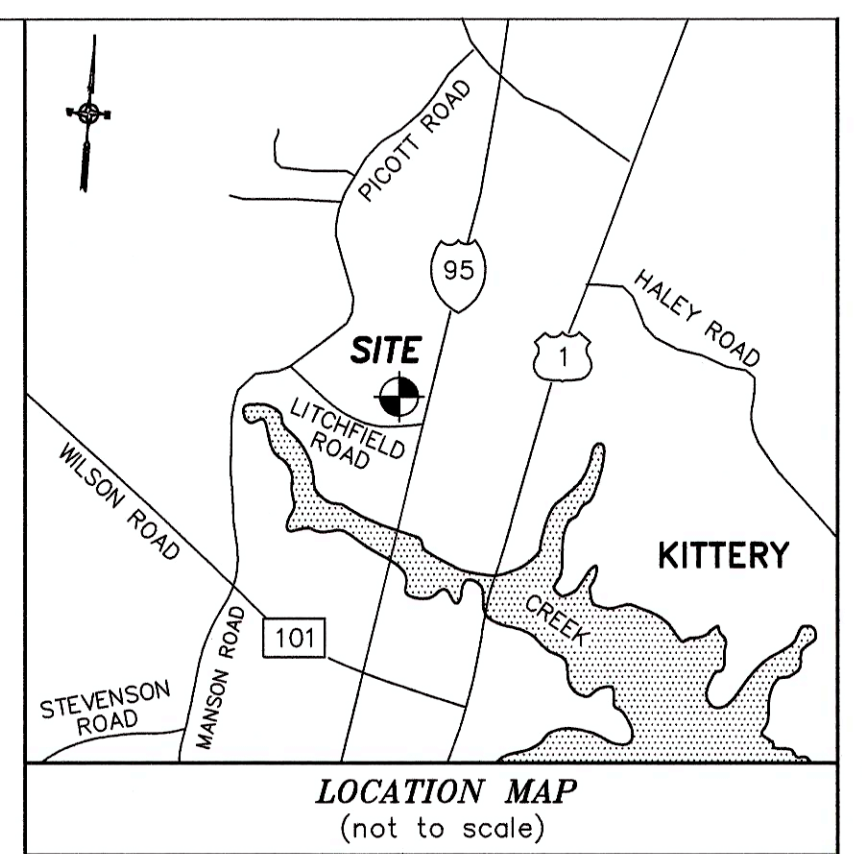 PICOTT ROAD
95
HALEY ROAD
1
SITE
LITCHFIELD
ROAD
WILSON ROAD
KITTERY
CREEK
101
MANSON ROAD
STEVENSON
ROAD
LOCATION MAP
(not to scale)